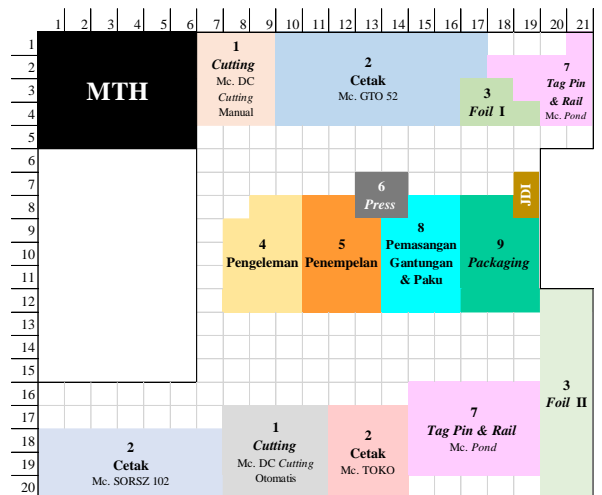 1 2 3 4 5 6 7 8 9 10 11 12 13 14 15 16 17 18 19 20 21
1
2
3
4
5
6
7
8
9
10
11
12
13
14
15
16
17
18
19
20
MTH
1
Cutting
Mc. DC
Cutting
Manual
2
Cetak
Mc. GTO 52
3
Foil I
7
Tag Pin
& Rail
Mc. Pond
6
Press
JDI
4
Pengeleman
5
Penempelan
8
Pemasangan
Gantungan
& Paku
9
Packaging
3
Foil II
2
Cetak
Mc. SORSZ 102
1
Cutting
Mc. DC Cutting
Otomatis
2
Cetak
Mc. TOKO
7
Tag Pin & Rail
Mc. Pond